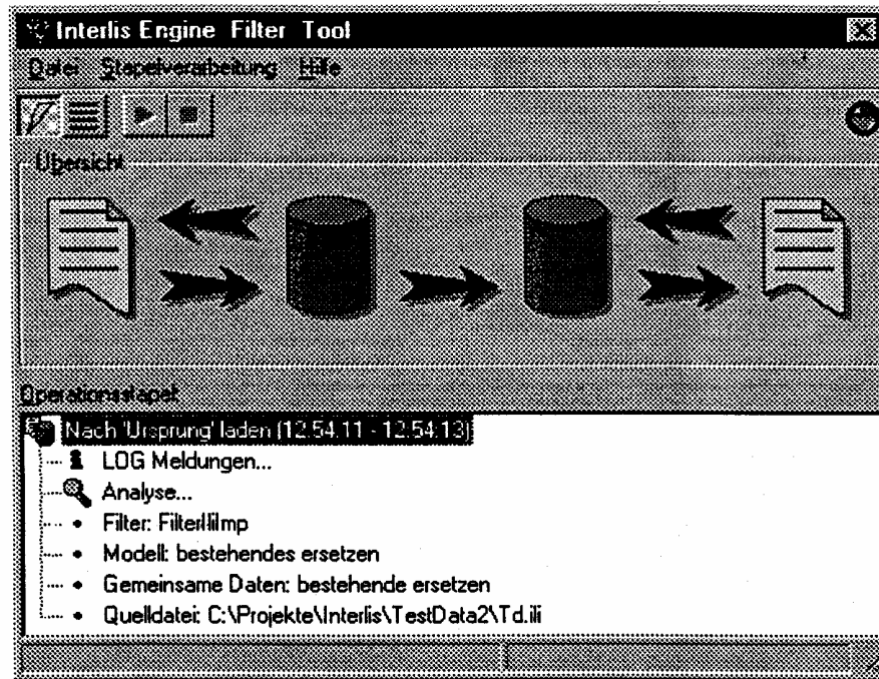 Interlis Engine Filter Tool
Datei Stapelverarbeitung Hilfe
Übersicht
Operationsstapel
Nach 'Ursprung' laden (12:54:11 - 12:54:13)
LOG Meldungen...
Analyse...
Filter: FilterIliImp
Modell: bestehendes ersetzen
Gemeinsame Daten: bestehende ersetzen
Quelldatei: C:\Projekte\Interlis\TestData2\Td.ili